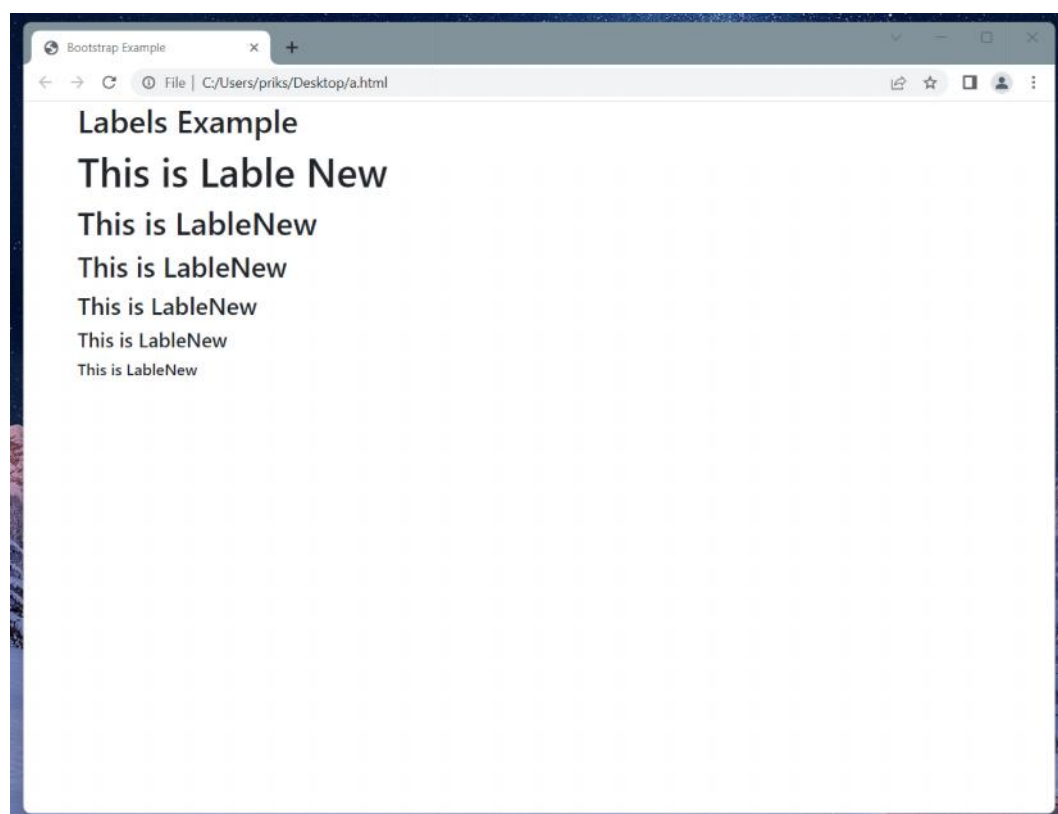 Bootstrap Example
File | C:/Users/priks/Desktop/a.html
Labels Example
This is Lable New
This is LableNew
This is LableNew
This is LableNew
This is LableNew
This is LableNew